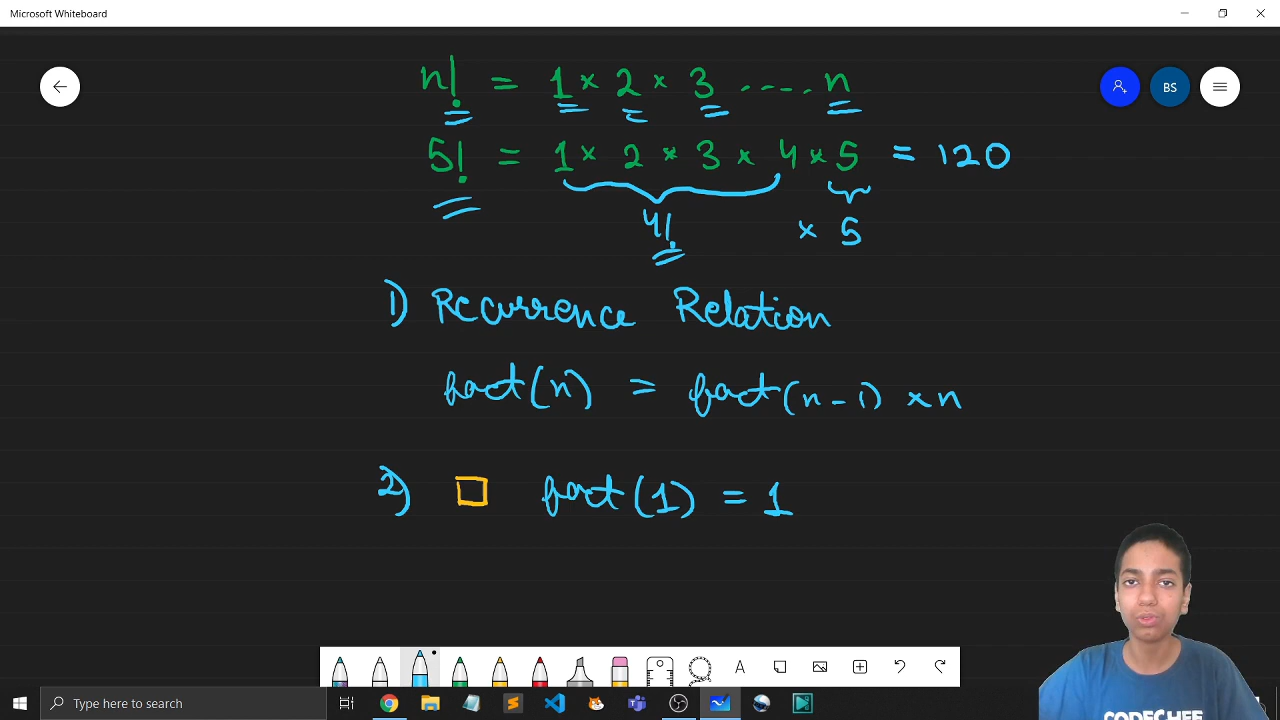 Microsoft Whiteboard
BS
n! = 1 × 2 × 3 ..... n
5! = 1 × 2 × 3 × 4 × 5 = 120
4! × 5
1) Recurrence Relation
fact(n) = fact(n-1) × n
2) fact(1) = 1
CODECHEF
A
Type here to search